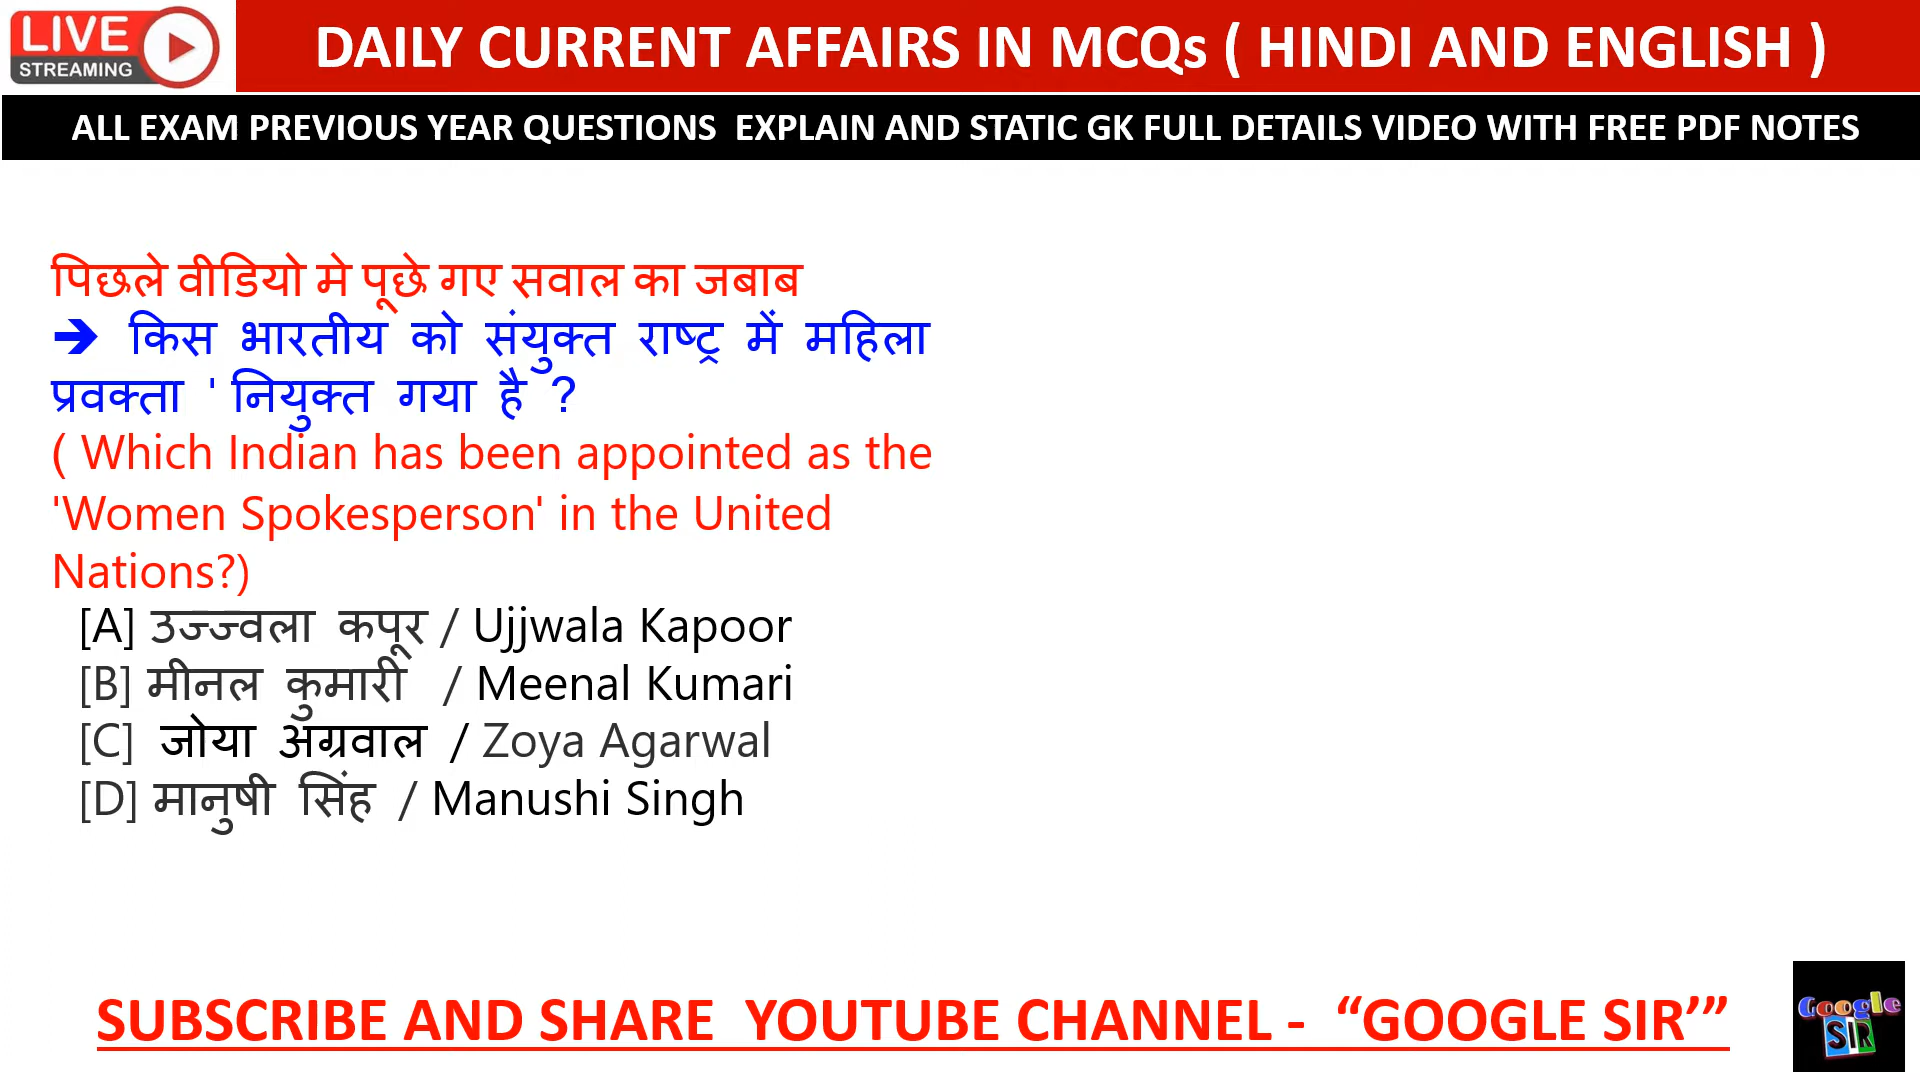 LIVE
STREAMING
DAILY CURRENT AFFAIRS IN MCQs ( HINDI AND ENGLISH )
ALL EXAM PREVIOUS YEAR QUESTIONS EXPLAIN AND STATIC GK FULL DETAILS VIDEO WITH FREE PDF NOTES
पिछले वीडियो मे पूछे गए सवाल का जबाब
➔ किस भारतीय को संयुक्त राष्ट्र में महिला
प्रवक्ता ' नियुक्त गया है ?
( Which Indian has been appointed as the
'Women Spokesperson' in the United
Nations?)
[A] उज्ज्वला कपूर / Ujjwala Kapoor
[B] मीनल कुमारी / Meenal Kumari
[C] जोया अग्रवाल / Zoya Agarwal
[D] मानुषी सिंह / Manushi Singh
SUBSCRIBE AND SHARE YOUTUBE CHANNEL - “GOOGLE SIR’”
Google
SIR